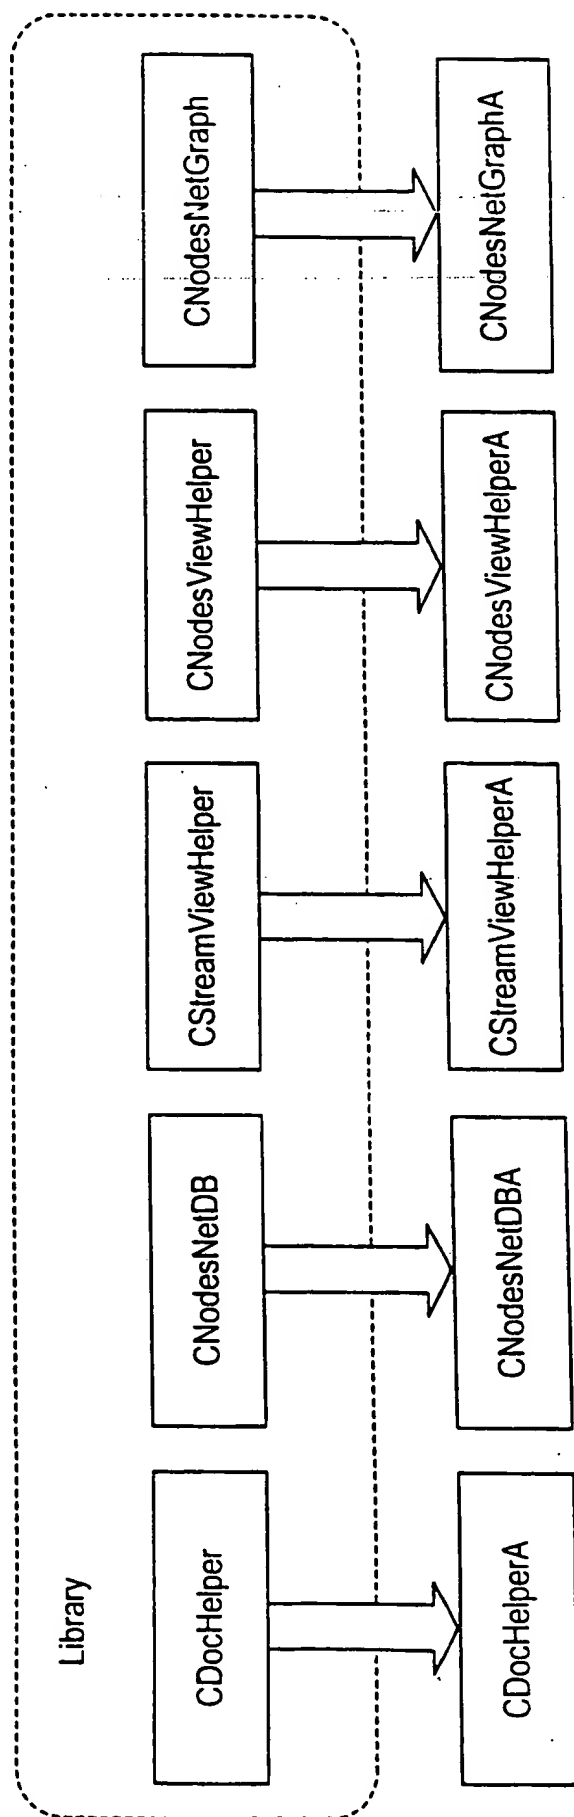 Library
CDocHelper
CNodesNetDB
CStreamViewHelper
CNodesViewHelper
CNodesNetGraph
CDocHelperA
CNodesNetDBA
CStreamViewHelperA
CNodesViewHelperA
CNodesNetGraphA